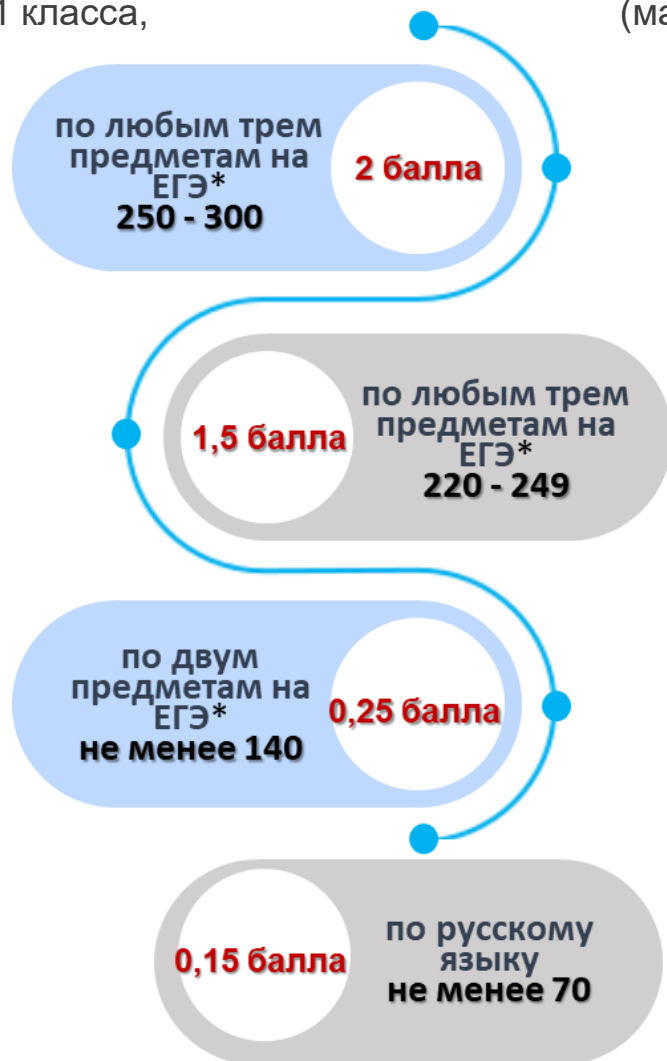 1 класса,
(ма
по любым трем
предметам на
ЕГЭ*
250 - 300
2 балла
1,5 балла
по любым трем
предметам на
ЕГЭ*
220 - 249
по двум
предметам на
ЕГЭ*
не менее 140
0,25 балла
0,15 балла
по русскому
языку
не менее 70